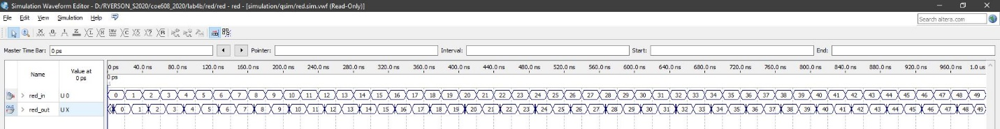 Simulation Waveform Editor - D:/RYERSON_S2020/coe608_2020/lab4b/red/red - red - [simulation/qsim/red.sim.vwf (Read-Only)]
File Edit View Simulation Help
Search altera.com
Master Time Bar: 0 ps Pointer: Interval: Start: End:
Name Value at 0 ps
0 ps 40.0 ns 80.0 ns 120.0 ns 160.0 ns 200.0 ns 240.0 ns 280.0 ns 320.0 ns 360.0 ns 400.0 ns 440.0 ns 480.0 ns 520.0 ns 560.0 ns 600.0 ns 640.0 ns 680.0 ns 720.0 ns 760.0 ns 800.0 ns 840.0 ns 880.0 ns 920.0 ns 960.0 ns 1.0 us
0 ps
red_in U 0 0 1 2 3 4 5 6 7 8 9 10 11 12 13 14 15 16 17 18 19 20 21 22 23 24 25 26 27 28 29 30 31 32 33 34 35 36 37 38 39 40 41 42 43 44 45 46 47 48 49
red_out U X 0 1 2 3 4 5 6 7 8 9 10 11 12 13 14 15 16 17 18 19 20 21 22 23 24 25 26 27 28 29 30 31 32 33 34 35 36 37 38 39 40 41 42 43 44 45 46 47 48 49